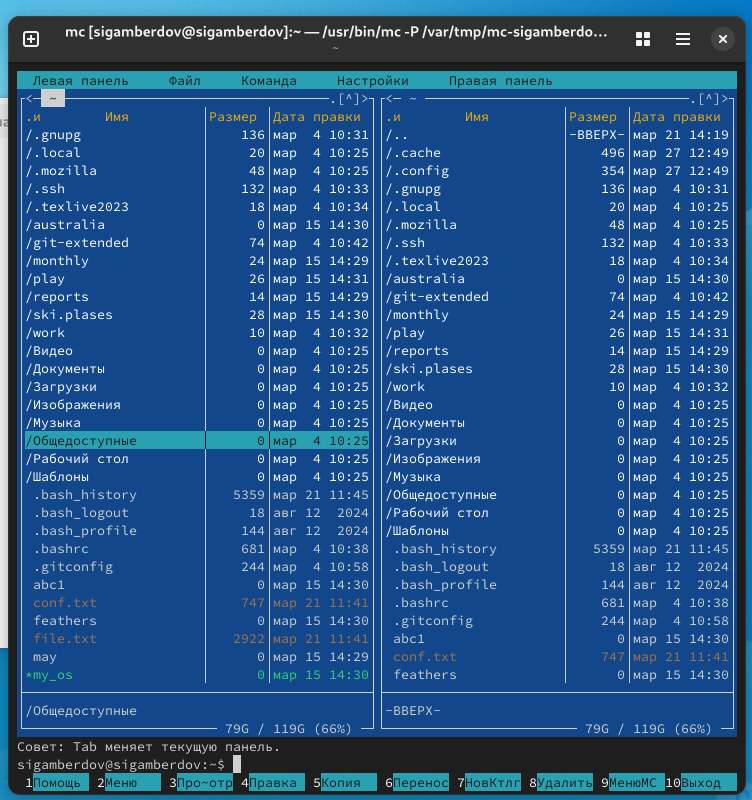 mc [sigamberdov@sigamberdov]:~ — /usr/bin/mc -P /var/tmp/mc-sigamberdo…
~
Левая панель Файл Команда Настройки Правая панель
<─ ~ ─.[^]>
.и Имя Размер Дата правки
/.gnupg 136 мар 4 10:31
/.local 20 мар 4 10:25
/.mozilla 48 мар 4 10:25
/.ssh 132 мар 4 10:33
/.texlive2023 18 мар 4 10:34
/australia 0 мар 15 14:30
/git-extended 74 мар 4 10:42
/monthly 24 мар 15 14:29
/play 26 мар 15 14:31
/reports 14 мар 15 14:29
/ski.plases 28 мар 15 14:30
/work 10 мар 4 10:32
/Видео 0 мар 4 10:25
/Документы 0 мар 4 10:25
/Загрузки 0 мар 4 10:25
/Изображения 0 мар 4 10:25
/Музыка 0 мар 4 10:25
/Общедоступные 0 мар 4 10:25
/Рабочий стол 0 мар 4 10:25
/Шаблоны 0 мар 4 10:25
.bash_history 5359 мар 21 11:45
.bash_logout 18 авг 12 2024
.bash_profile 144 авг 12 2024
.bashrc 681 мар 4 10:38
.gitconfig 244 мар 4 10:58
abc1 0 мар 15 14:30
conf.txt 747 мар 21 11:41
feathers 0 мар 15 14:30
file.txt 2922 мар 21 11:41
may 0 мар 15 14:29
*my_os 0 мар 15 14:30
/Общедоступные
79G / 119G (66%)
<─ ~ ─.[^]>
.и Имя Размер Дата правки
/.. -ВВЕРХ- мар 21 14:19
/.cache 496 мар 27 12:49
/.config 354 мар 27 12:49
/.gnupg 136 мар 4 10:31
/.local 20 мар 4 10:25
/.mozilla 48 мар 4 10:25
/.ssh 132 мар 4 10:33
/.texlive2023 18 мар 4 10:34
/australia 0 мар 15 14:30
/git-extended 74 мар 4 10:42
/monthly 24 мар 15 14:29
/play 26 мар 15 14:31
/reports 14 мар 15 14:29
/ski.plases 28 мар 15 14:30
/work 10 мар 4 10:32
/Видео 0 мар 4 10:25
/Документы 0 мар 4 10:25
/Загрузки 0 мар 4 10:25
/Изображения 0 мар 4 10:25
/Музыка 0 мар 4 10:25
/Общедоступные 0 мар 4 10:25
/Рабочий стол 0 мар 4 10:25
/Шаблоны 0 мар 4 10:25
.bash_history 5359 мар 21 11:45
.bash_logout 18 авг 12 2024
.bash_profile 144 авг 12 2024
.bashrc 681 мар 4 10:38
.gitconfig 244 мар 4 10:58
abc1 0 мар 15 14:30
conf.txt 747 мар 21 11:41
feathers 0 мар 15 14:30
-ВВЕРХ-
79G / 119G (66%)
Совет: Tab меняет текущую панель.
sigamberdov@sigamberdov:~$
1Помощь 2Меню 3Про~отр 4Правка 5Копия 6Перенос 7НовКтлг 8Удалить 9МенюМС 10Выход